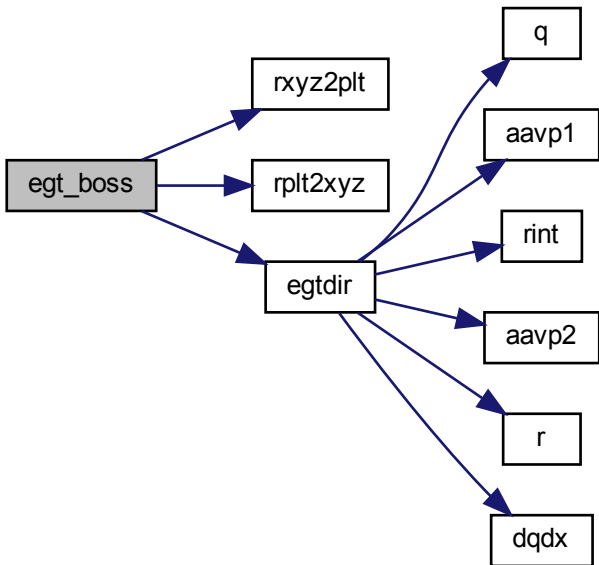 egt_boss
rxyz2plt
rplt2xyz
egtdir
q
aavp1
rint
aavp2
r
dqdx